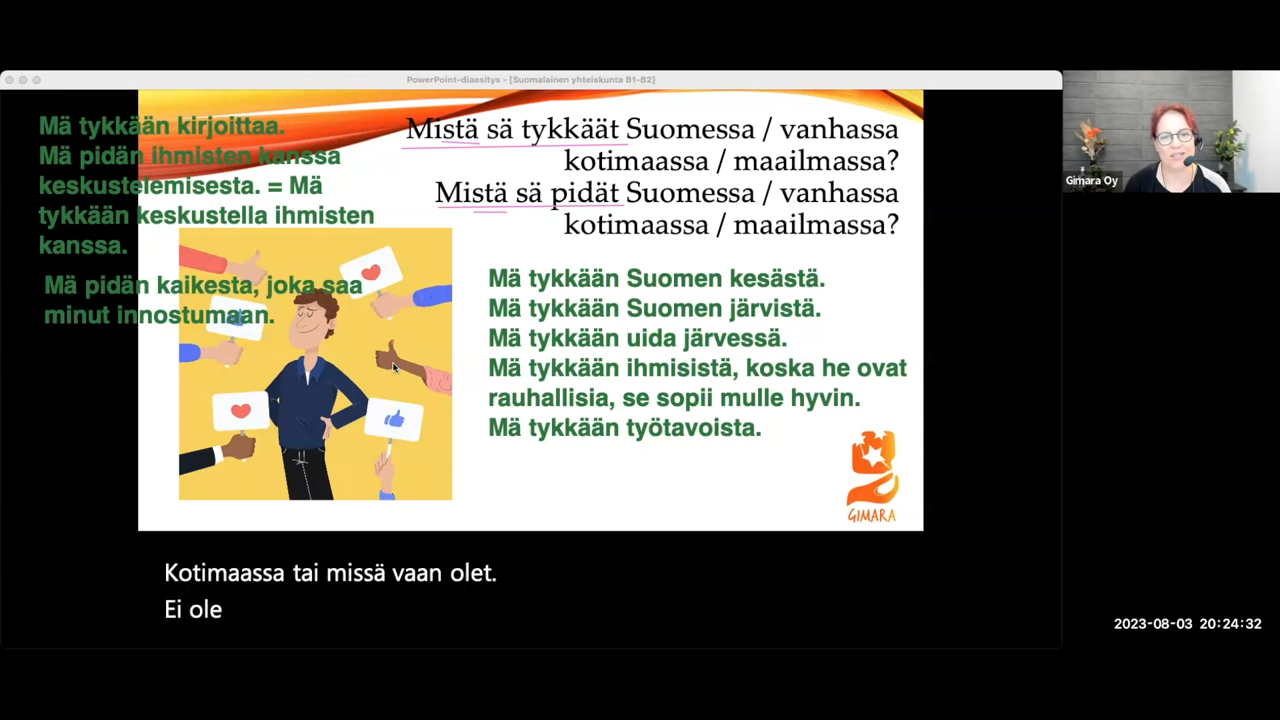 PowerPoint-diaesitys - [Suomalainen yhteiskunta B1-B2]
Mä tykkään kirjoittaa.
Mä pidän ihmisten kanssa
keskustelemisesta. = Mä
tykkään keskustella ihmisten
kanssa.
Mä pidän kaikesta, joka saa
minut innostumaan.
Mistä sä tykkäät Suomessa / vanhassa
kotimaassa / maailmassa?
Mistä sä pidät Suomessa / vanhassa
kotimaassa / maailmassa?
Mä tykkään Suomen kesästä.
Mä tykkään Suomen järvistä.
Mä tykkään uida järvessä.
Mä tykkään ihmisistä, koska he ovat
rauhallisia, se sopii mulle hyvin.
Mä tykkään työtavoista.
GIMARA
Kotimaassa tai missä vaan olet.
Ei ole
Gimara Oy
2023-08-03 20:24:32